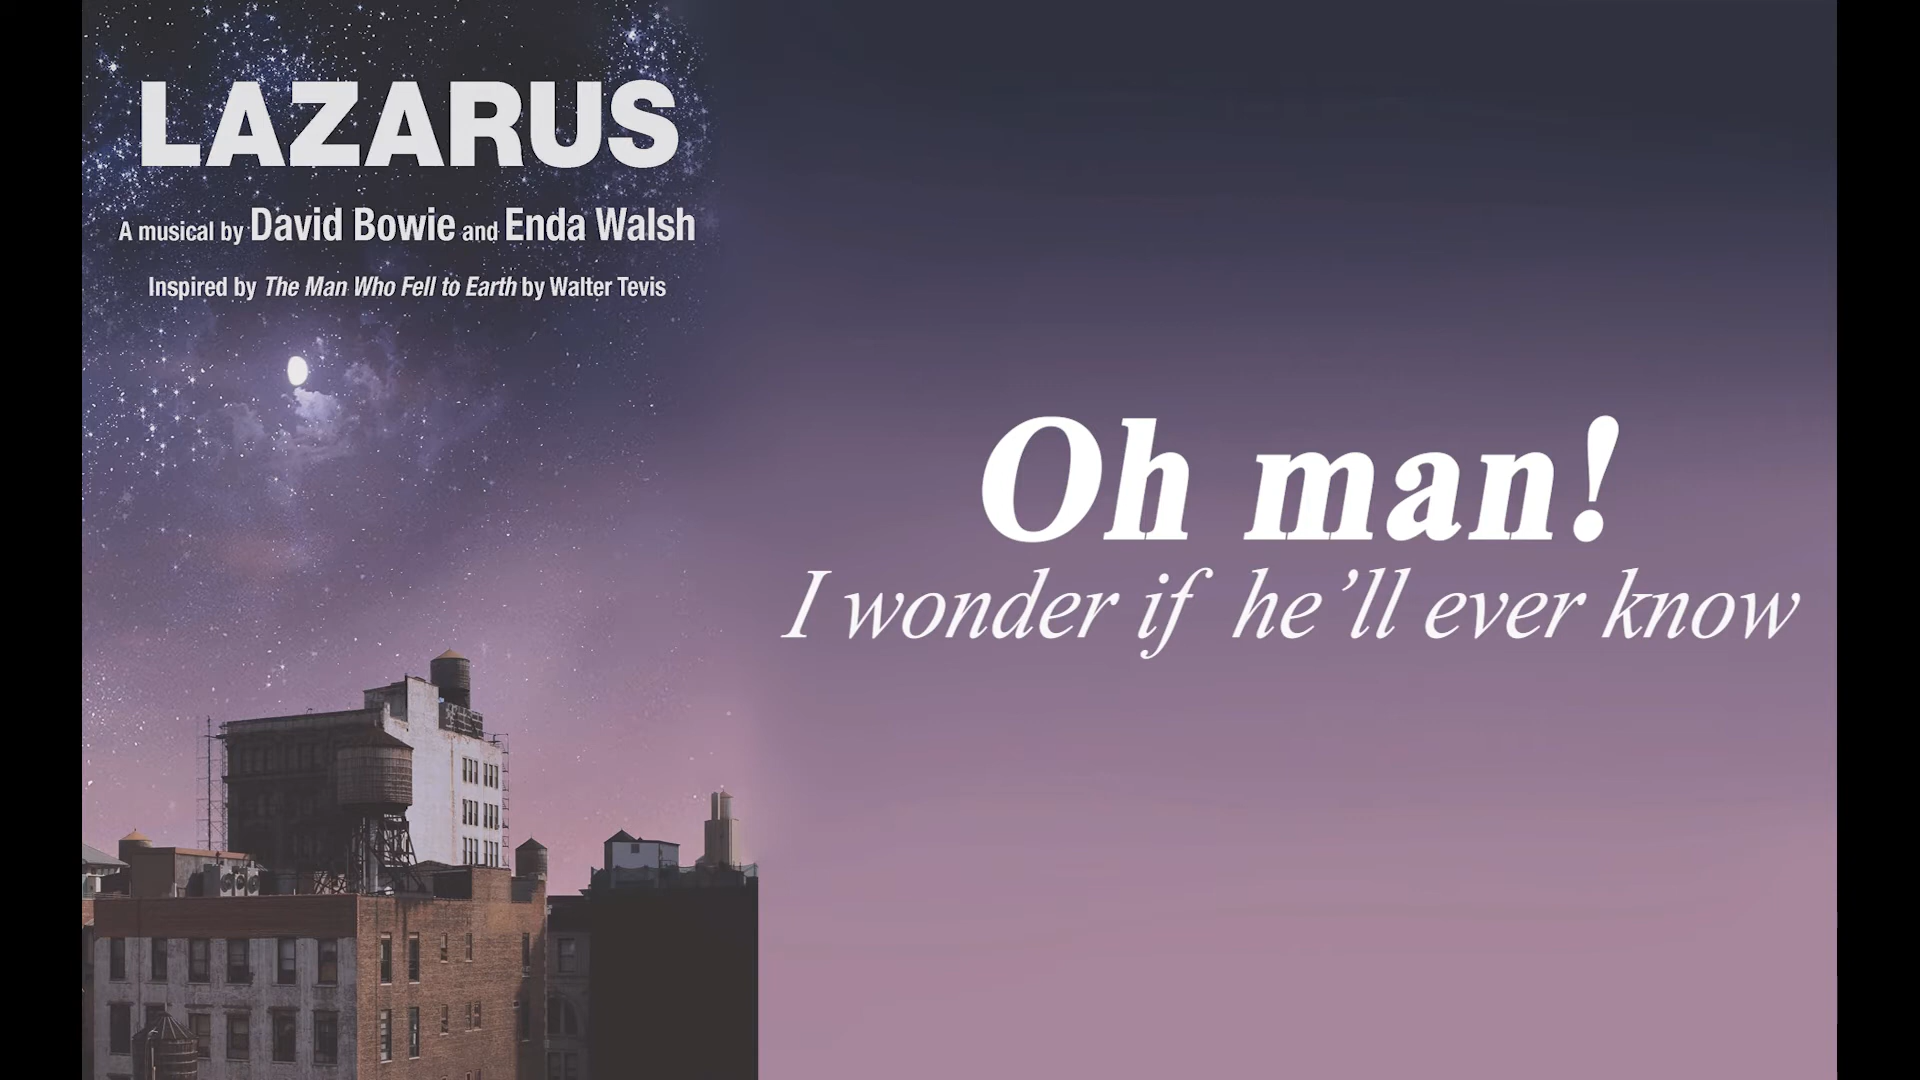 LAZARUS
A musical by David Bowie and Enda Walsh
Inspired by The Man Who Fell to Earth by Walter Tevis
Oh man!
I wonder if he’ll ever know